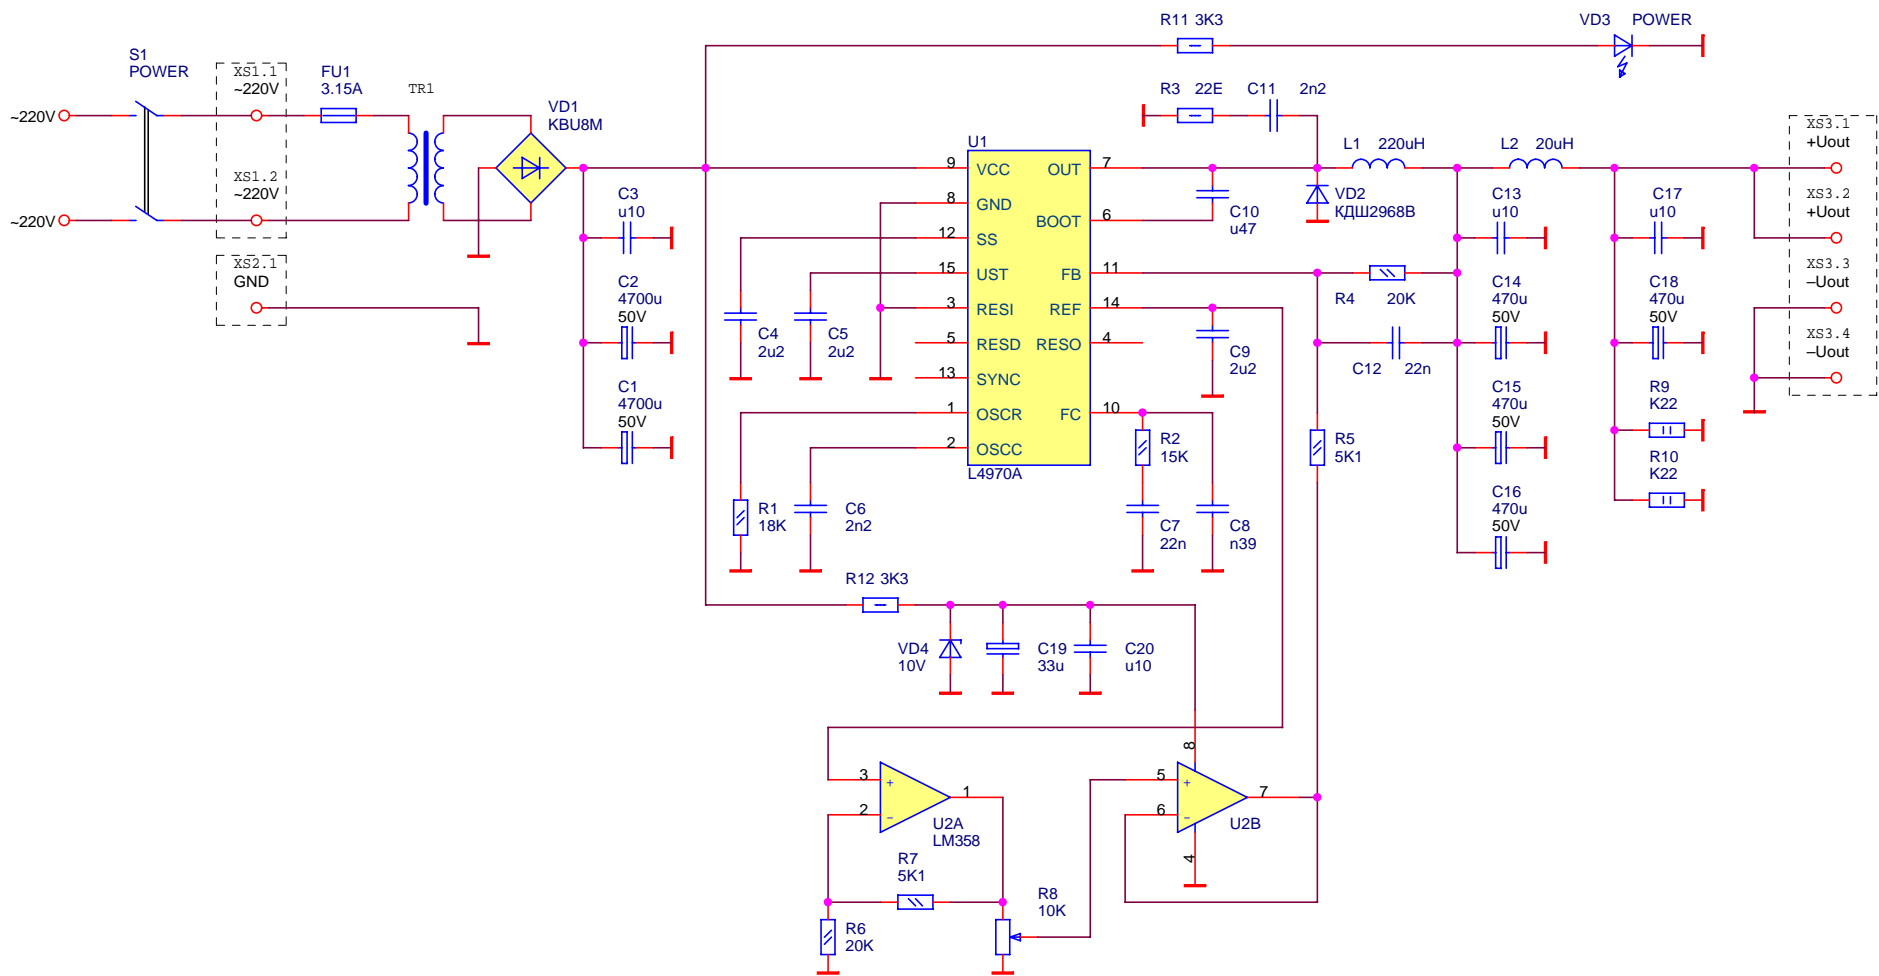 S1
POWER
~220V
~220V
XS1.1
~220V
XS1.2
~220V
XS2.1
GND
FU1
3.15A
TR1
VD1
KBU8M
C3
u10
C2
4700u
50V
C1
4700u
50V
R11 3K3
VD3 POWER
R3 22E
C11 2n2
U1
9 VCC
8 GND
12 SS
15 UST
3 RESI
5 RESD
13 SYNC
1 OSCR
2 OSCC
OUT 7
BOOT 6
FB 11
REF 14
RESO 4
FC 10
L4970A
C4
2u2
C5
2u2
R1
18K
C6
2n2
C10
u47
VD2
КДШ2968В
L1 220uH
L2 20uH
R4 20K
C12 22n
C9
2u2
R2
15K
C7
22n
C8
n39
R5
5K1
C13
u10
C14
470u
50V
C15
470u
50V
C16
470u
50V
C17
u10
C18
470u
50V
R9
K22
R10
K22
XS3.1
+Uout
XS3.2
+Uout
XS3.3
–Uout
XS3.4
–Uout
R12 3K3
VD4
10V
C19
33u
C20
u10
3
+
2
–
1
U2A
LM358
R7
5K1
R6
20K
R8
10K
8
5
+
6
–
7
4
U2B